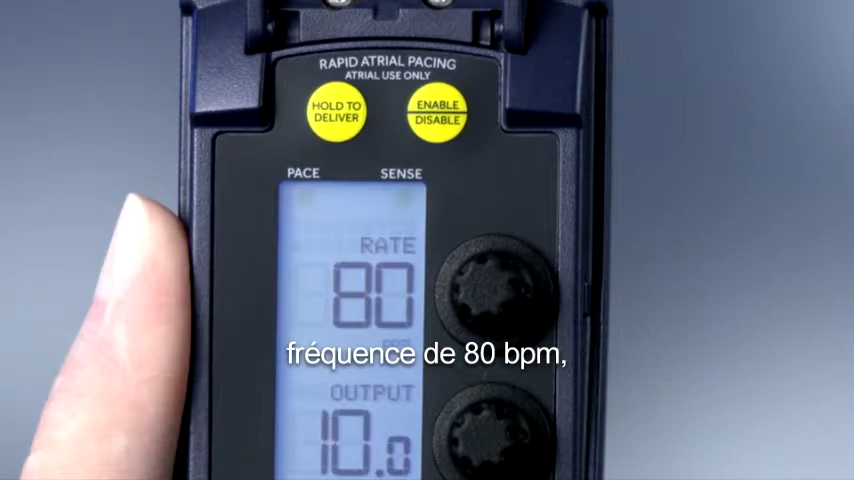 RAPID ATRIAL PACING
ATRIAL USE ONLY
HOLD TO
DELIVER
ENABLE
DISABLE
PACE SENSE
RATE
80
fréquence de 80 bpm,
OUTPUT
10.0